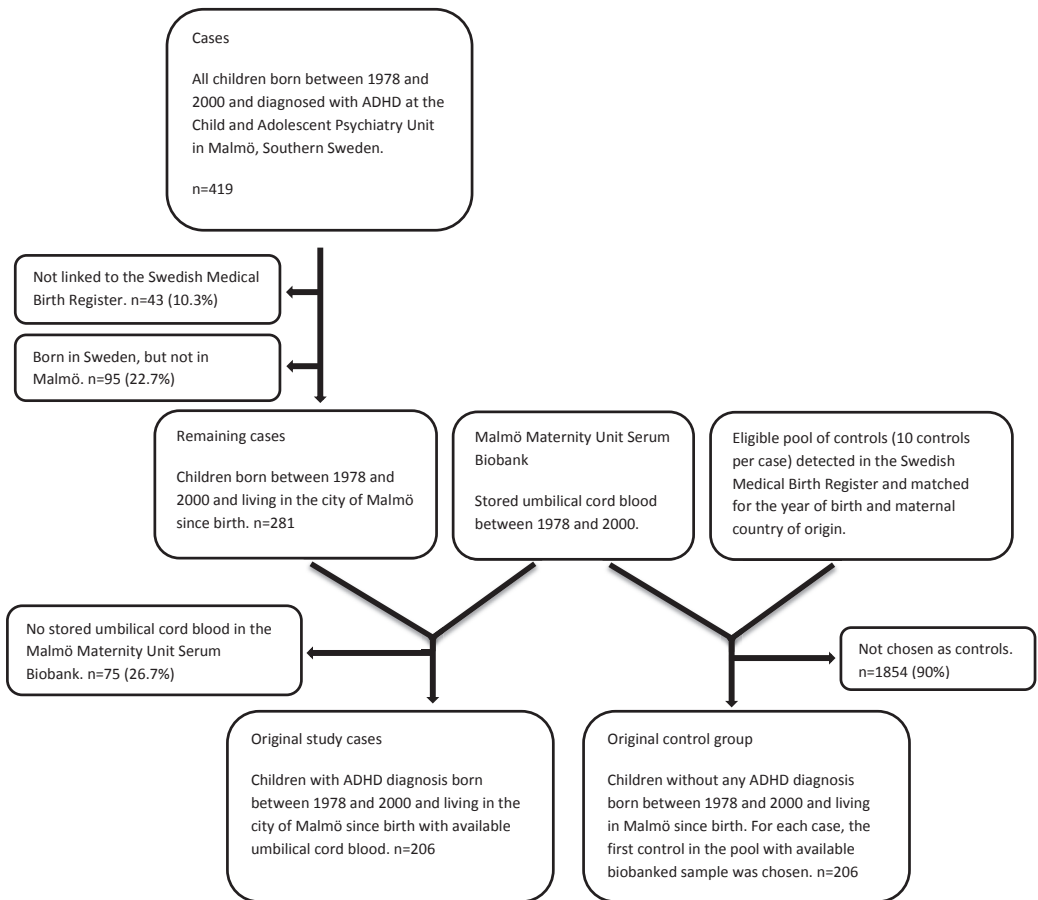 Cases
All children born between 1978 and
2000 and diagnosed with ADHD at the
Child and Adolescent Psychiatry Unit
in Malmö, Southern Sweden.
n=419
Not linked to the Swedish Medical
Birth Register. n=43 (10.3%)
Born in Sweden, but not in
Malmö. n=95 (22.7%)
Remaining cases
Children born between 1978 and
2000 and living in the city of Malmö
since birth. n=281
Malmö Maternity Unit Serum
Biobank
Stored umbilical cord blood
between 1978 and 2000.
Eligible pool of controls (10 controls
per case) detected in the Swedish
Medical Birth Register and matched
for the year of birth and maternal
country of origin.
No stored umbilical cord blood in the
Malmö Maternity Unit Serum
Biobank. n=75 (26.7%)
Not chosen as controls.
n=1854 (90%)
Original study cases
Children with ADHD diagnosis born
between 1978 and 2000 and living in the
city of Malmö since birth with available
umbilical cord blood. n=206
Original control group
Children without any ADHD diagnosis
born between 1978 and 2000 and living
in Malmö since birth. For each case, the
first control in the pool with available
biobanked sample was chosen. n=206